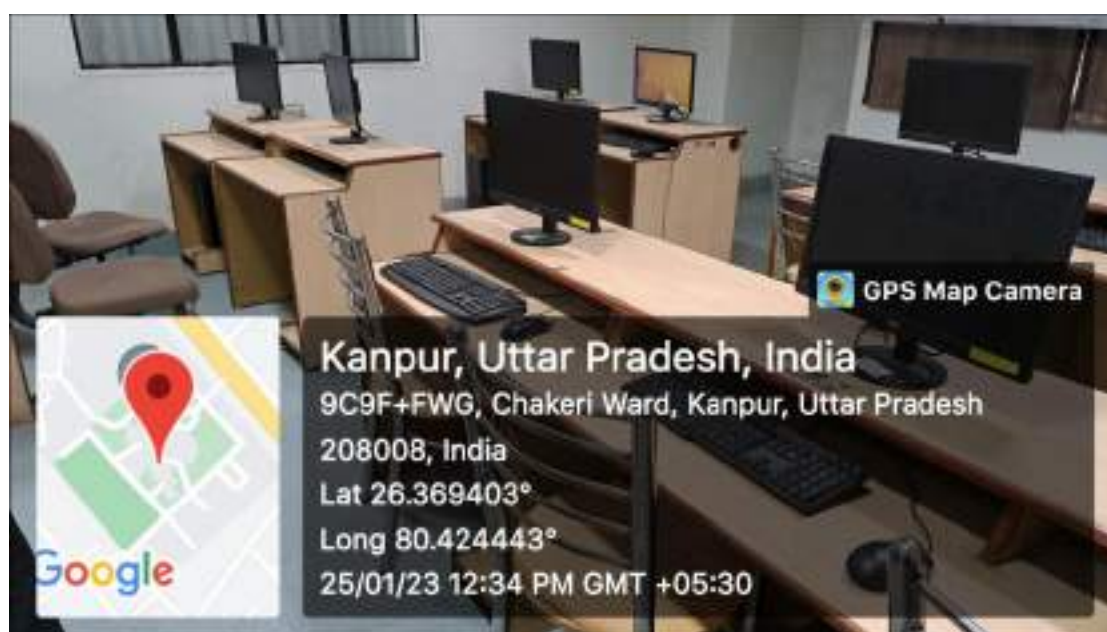 GPS Map Camera
Kanpur, Uttar Pradesh, India
9C9F+FWG, Chakeri Ward, Kanpur, Uttar Pradesh
208008, India
Lat 26.369403°
Long 80.424443°
25/01/23 12:34 PM GMT +05:30
Google